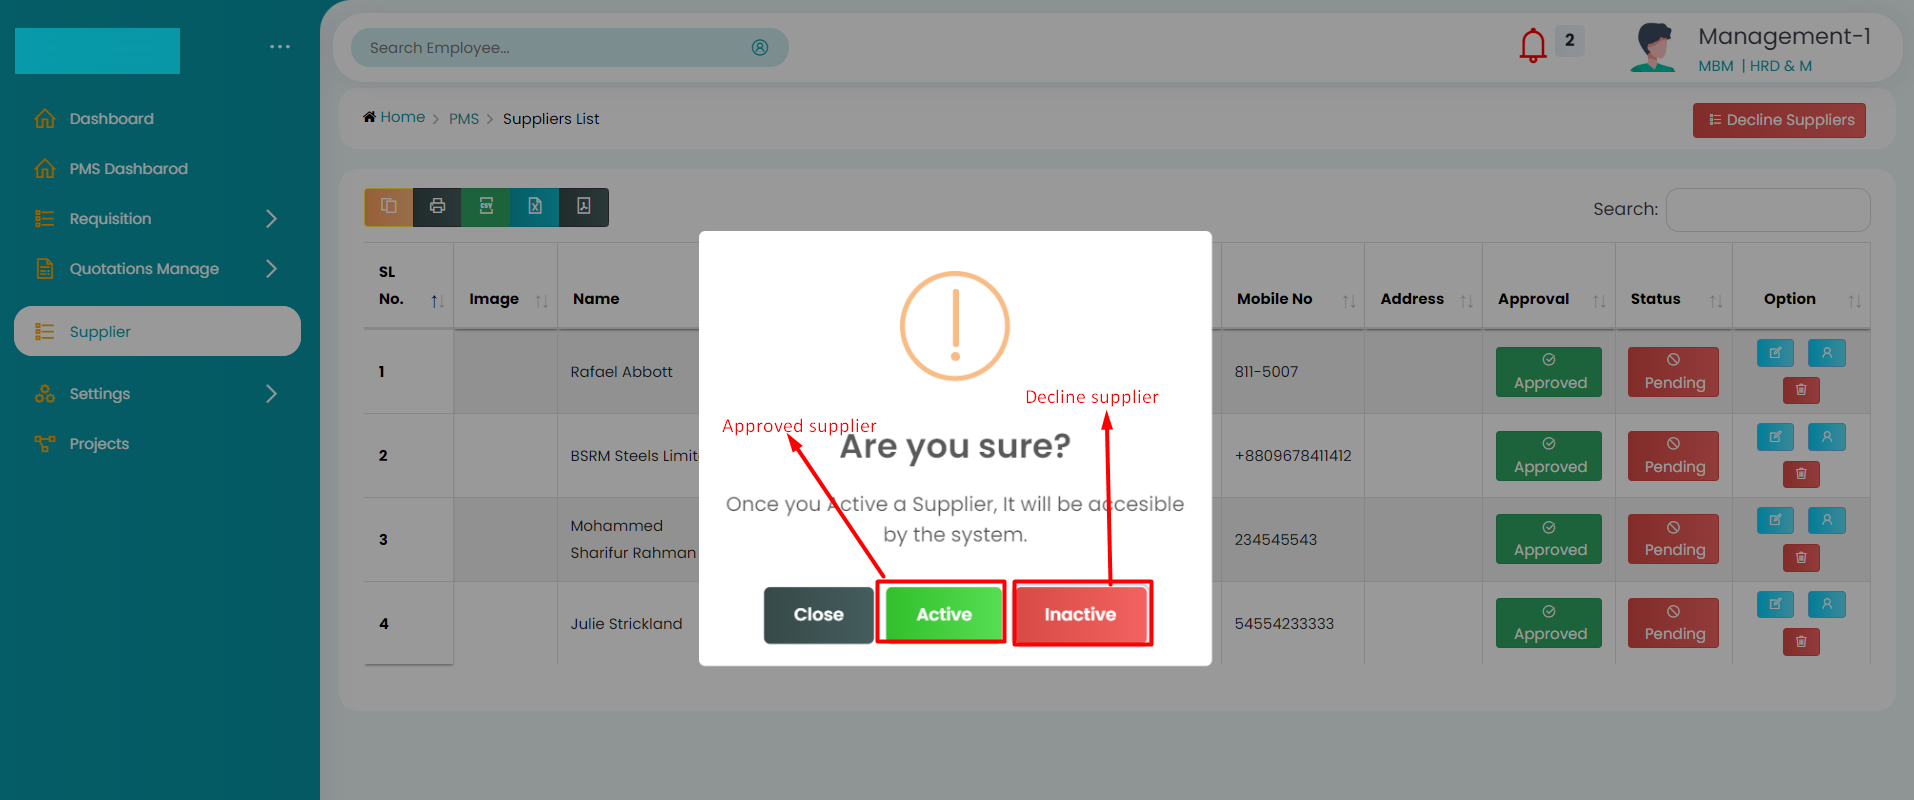 Search Employee...
2
Management-1
MBM | HRD & M
Dashboard
PMS Dashbarod
Requisition
Quotations Manage
Supplier
Settings
Projects
Home > PMS > Suppliers List
Decline Suppliers
CSV
Search:
SL
No.
Image
Name
Mobile No
Address
Approval
Status
Option
1
Rafael Abbott
811-5007
Approved
Pending
2
BSRM Steels Limit
+8809678411412
Approved
Pending
3
Mohammed
Sharifur Rahman
234545543
Approved
Pending
4
Julie Strickland
54554233333
Approved
Pending
Decline supplier
Approved supplier
Are you sure?
Once you Active a Supplier, It will be accesible
by the system.
Close
Active
Inactive